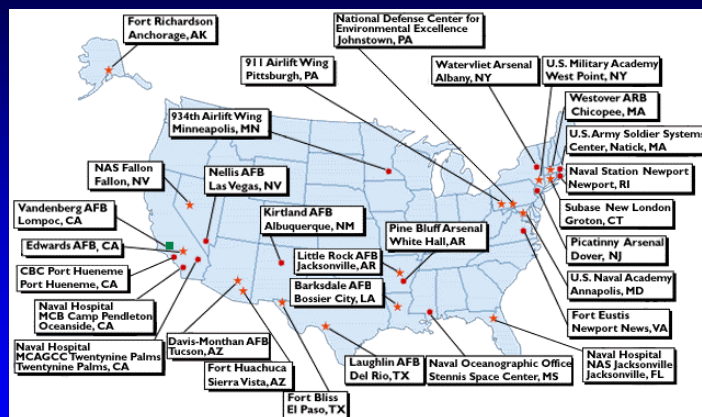 Fort Richardson
Anchorage, AK
National Defense Center for
Environmental Excellence
Johnstown, PA
911 Airlift Wing
Pittsburgh, PA
Watervliet Arsenal
Albany, NY
U.S. Military Academy
West Point, NY
Westover ARB
Chicopee, MA
934th Airlift Wing
Minneapolis, MN
U.S. Army Soldier Systems
Center, Natick, MA
NAS Fallon
Fallon, NV
Nellis AFB
Las Vegas, NV
Naval Station Newport
Newport, RI
Vandenberg AFB
Lompoc, CA
Kirtland AFB
Albuquerque, NM
Subase New London
Groton, CT
Pine Bluff Arsenal
White Hall, AR
Edwards AFB, CA
Picatinny Arsenal
Dover, NJ
Little Rock AFB
Jacksonville, AR
CBC Port Hueneme
Port Hueneme, CA
U.S. Naval Academy
Annapolis, MD
Barksdale AFB
Bossier City, LA
Naval Hospital
MCB Camp Pendleton
Oceanside, CA
Fort Eustis
Newport News, VA
Naval Hospital
MCAGCC Twentynine Palms
Twentynine Palms, CA
Davis-Monthan AFB
Tucson, AZ
Fort Huachuca
Sierra Vista, AZ
Fort Bliss
El Paso, TX
Laughlin AFB
Del Rio, TX
Naval Oceanographic Office
Stennis Space Center, MS
Naval Hospital
NAS Jacksonville
Jacksonville, FL